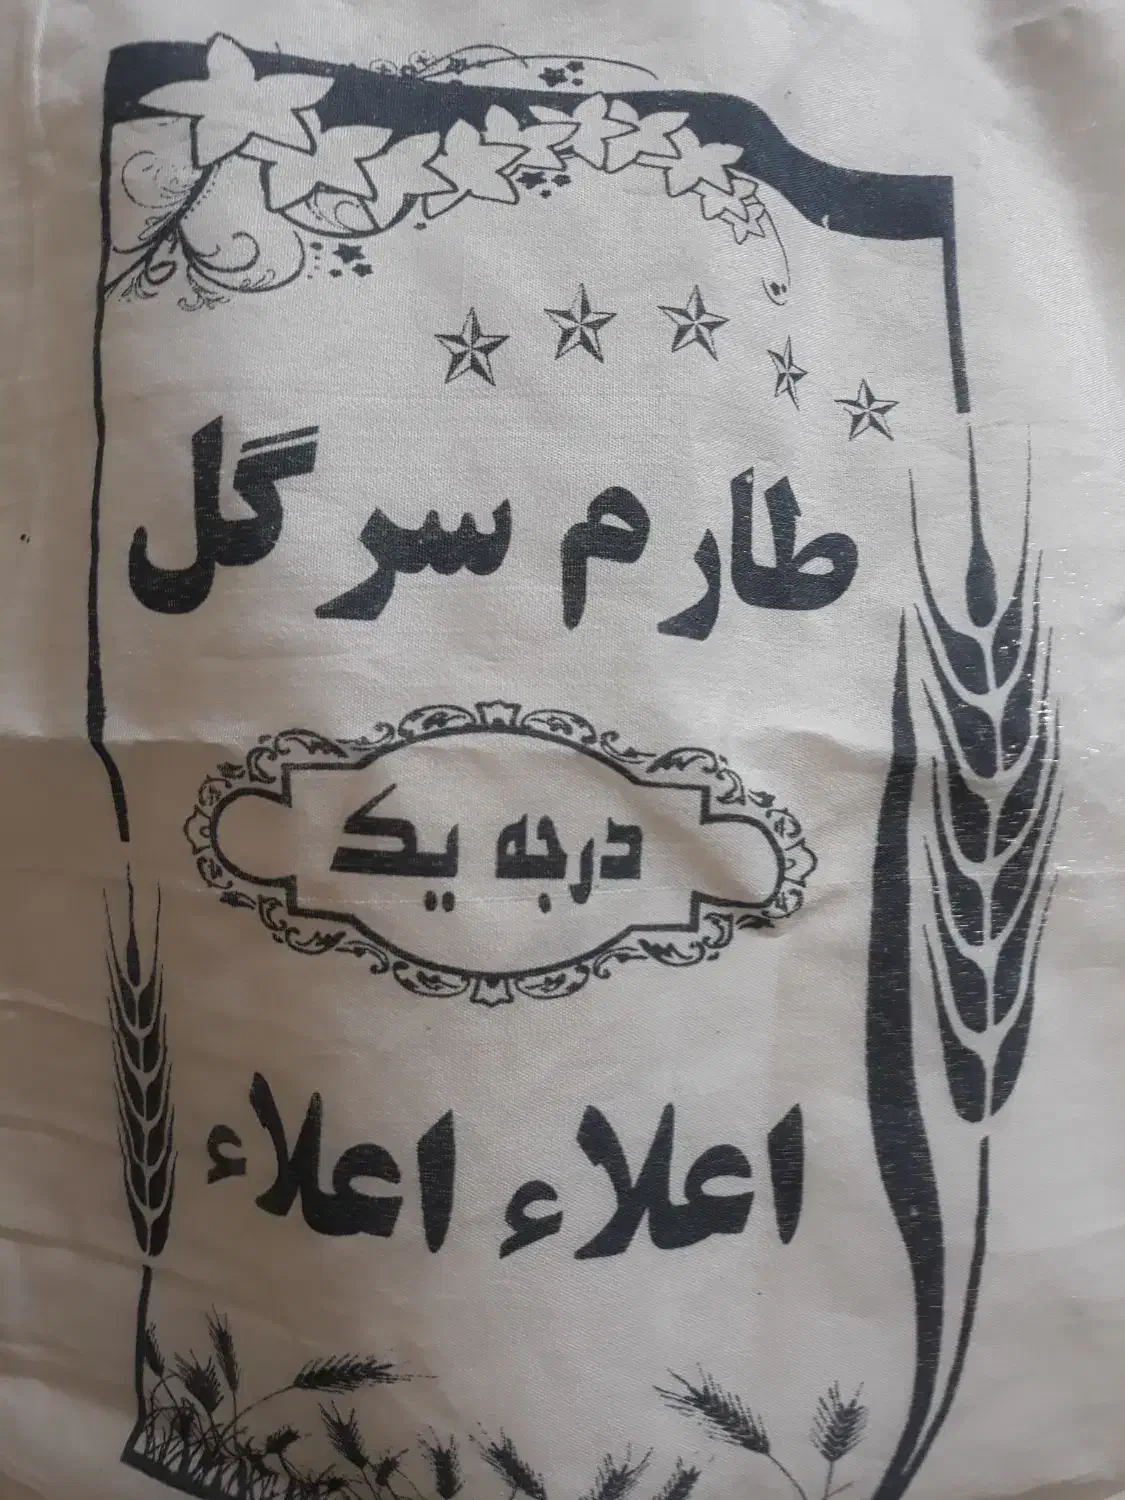 طارم سرگل
درجه یک
اعلاء اعلاء